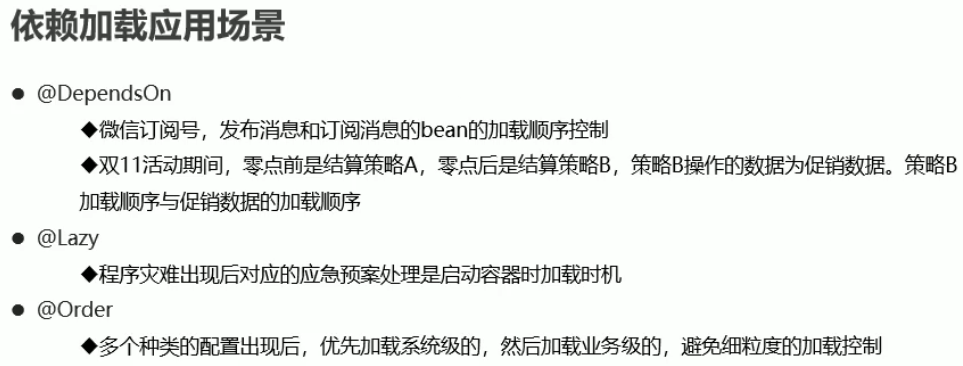 依赖加载应用场景
● @DependsOn
◆微信订阅号，发布消息和订阅消息的bean的加载顺序控制
◆双11活动期间，零点前是结算策略A，零点后是结算策略B，策略B操作的数据为促销数据。策略B
加载顺序与促销数据的加载顺序
● @Lazy
◆程序灾难出现后对应的应急预案处理是启动容器时加载时机
● @Order
◆多个种类的配置出现后，优先加载系统级的，然后加载业务级的，避免细粒度的加载控制